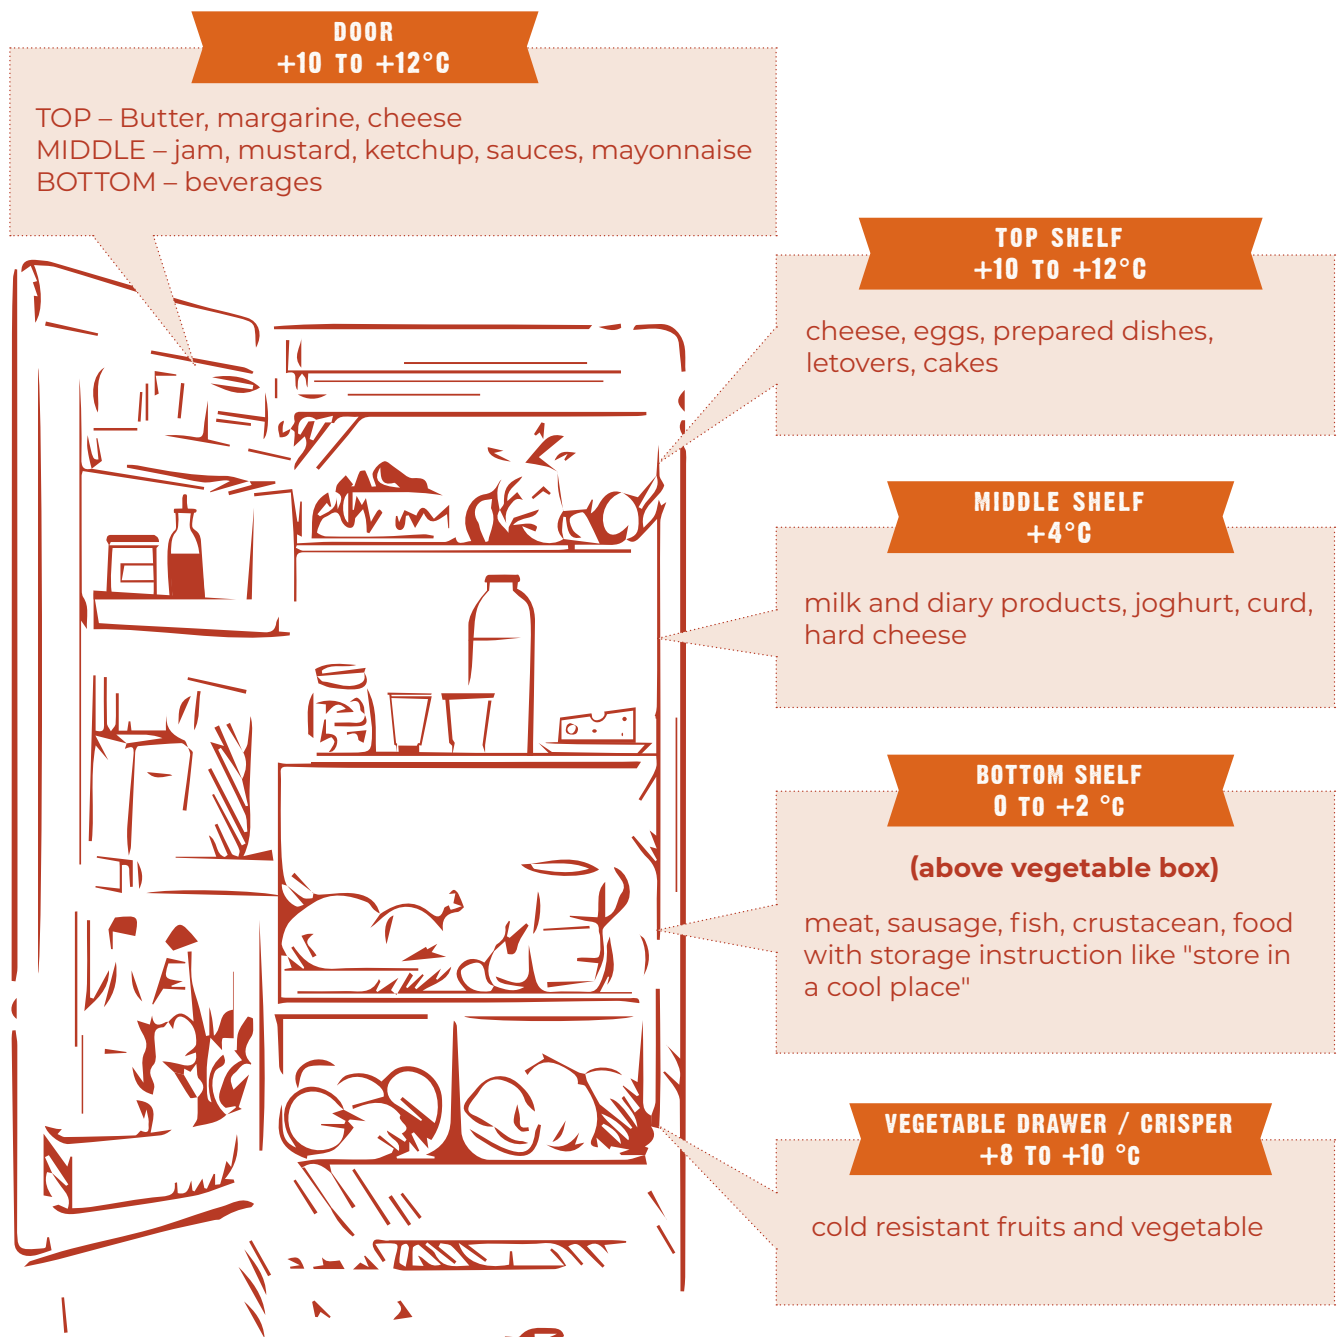 DOOR
+10 TO +12°C
TOP – Butter, margarine, cheese
MIDDLE – jam, mustard, ketchup, sauces, mayonnaise
BOTTOM – beverages
TOP SHELF
+10 TO +12°C
cheese, eggs, prepared dishes,
letovers, cakes
MIDDLE SHELF
+4°C
milk and diary products, joghurt, curd,
hard cheese
BOTTOM SHELF
0 TO +2 °C
(above vegetable box)
meat, sausage, fish, crustacean, food
with storage instruction like "store in
a cool place"
VEGETABLE DRAWER / CRISPER
+8 TO +10 °C
cold resistant fruits and vegetable